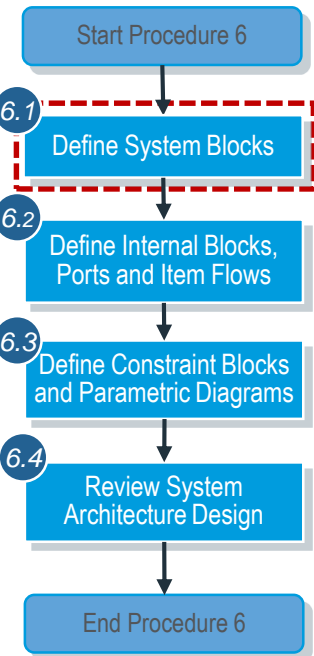 Start Procedure 6
6.1
Define System Blocks
6.2
Define Internal Blocks,
Ports and Item Flows
6.3
Define Constraint Blocks
and Parametric Diagrams
6.4
Review System
Architecture Design
End Procedure 6